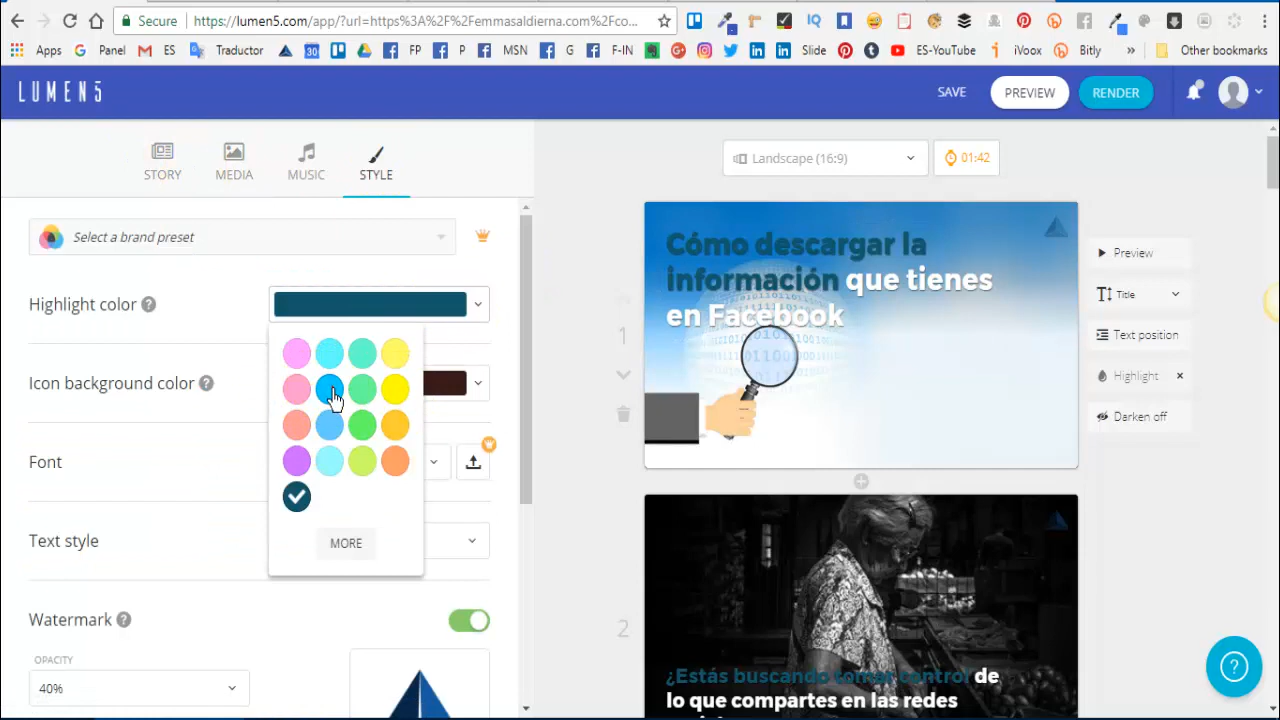 Secure
https://lumen5.com/app/?url=https%3A%2F%2Femmasaldierna.com%2Fco...
Apps
Panel
ES
Traductor
30
FP
P
MSN
G
F-IN
Slide
ES-YouTube
iVoox
Bitly
»
Other bookmarks
LUMEN5
SAVE
PREVIEW
RENDER
STORY
MEDIA
MUSIC
STYLE
Landscape (16:9)
01:42
Select a brand preset
Highlight color
Icon background color
Font
Text style
MORE
Watermark
OPACITY
40%
1
Cómo descargar la
información que tienes
en Facebook
Preview
Title
Text position
Highlight
Darken off
2
¿Estás buscando tomar control de
lo que compartes en las redes